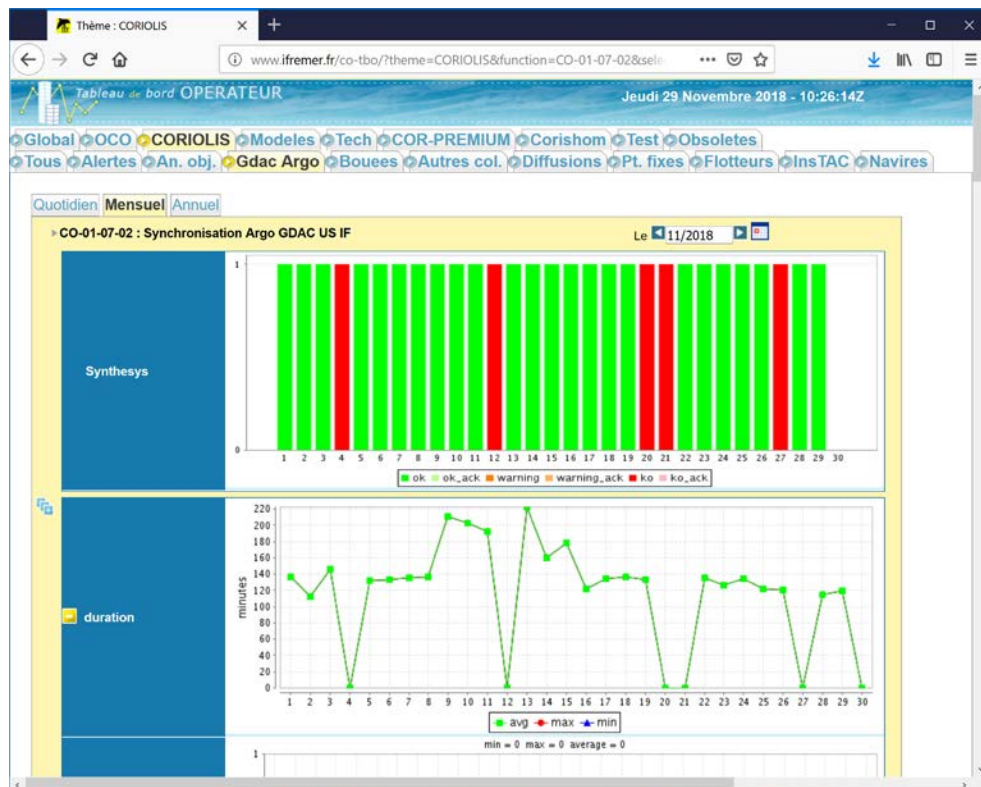 Thème : CORIOLIS
www.ifremer.fr/co-tbo/?theme=CORIOLIS&function=CO-01-07-02&sele
Tableau de bord OPERATEUR
Jeudi 29 Novembre 2018 - 10:26:14Z
Global OCO CORIOLIS Modeles Tech COR-PREMIUM Corishom Test Obsoletes
Tous Alertes An. obj. Gdac Argo Bouees Autres col. Diffusions Pt. fixes Flotteurs InsTAC Navires
Quotidien Mensuel Annuel
CO-01-07-02 : Synchronisation Argo GDAC US IF
Le 11/2018
Synthesys
1
0
1 2 3 4 5 6 7 8 9 10 11 12 13 14 15 16 17 18 19 20 21 22 23 24 25 26 27 28 29 30
ok ok_ack warning warning_ack ko ko_ack
duration
minutes
220
200
180
160
140
120
100
80
60
40
20
0
1 2 3 4 5 6 7 8 9 10 11 12 13 14 15 16 17 18 19 20 21 22 23 24 25 26 27 28 29 30
avg max min
min = 0 max = 0 average = 0
1